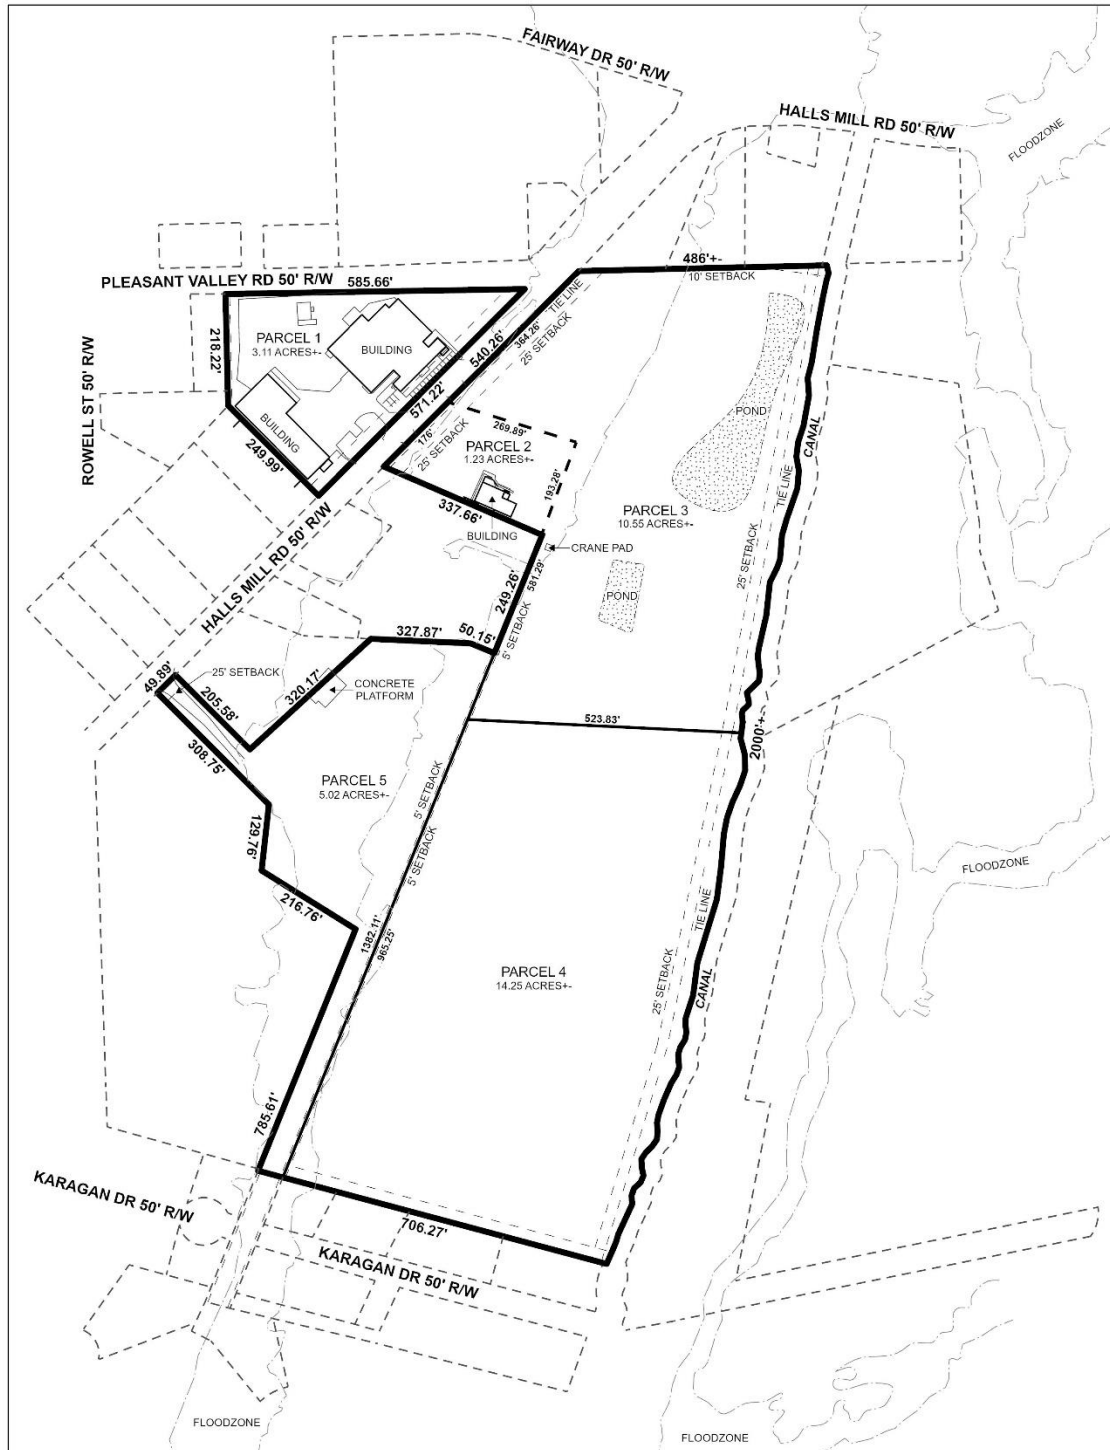 FAIRWAY DR 50' R/W
HALLS MILL RD 50' R/W
FLOODZONE
PLEASANT VALLEY RD 50' R/W
585.66'
486'+-
10' SETBACK
ROWELL ST 50' R/W
218.22'
PARCEL 1
3.11 ACRES+-
BUILDING
BUILDING
249.99'
571.22'
540.26'
364.26'
TIE LINE
25' SETBACK
176'
25' SETBACK
269.89'
PARCEL 2
1.23 ACRES+-
193.28'
337.66'
BUILDING
POND
CANAL
TIE LINE
PARCEL 3
10.55 ACRES+-
25' SETBACK
CRANE PAD
POND
HALLS MILL RD 50' R/W
249.26'
581.29'
5' SETBACK
327.87'
50.15'
49.89'
25' SETBACK
205.58'
320.17'
CONCRETE
PLATFORM
308.75'
523.83'
2000'+-
PARCEL 5
5.02 ACRES+-
5' SETBACK
5' SETBACK
129.76'
216.76'
FLOODZONE
1382.11'
965.25'
TIE LINE
PARCEL 4
14.25 ACRES+-
25' SETBACK
CANAL
785.61'
KARAGAN DR 50' R/W
706.27'
KARAGAN DR 50' R/W
FLOODZONE
FLOODZONE